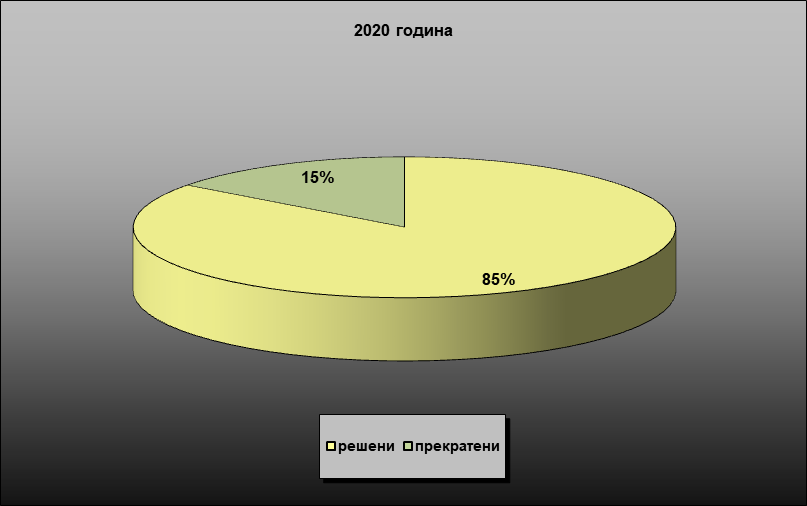 2020 година
15%
85%
решени прекратени